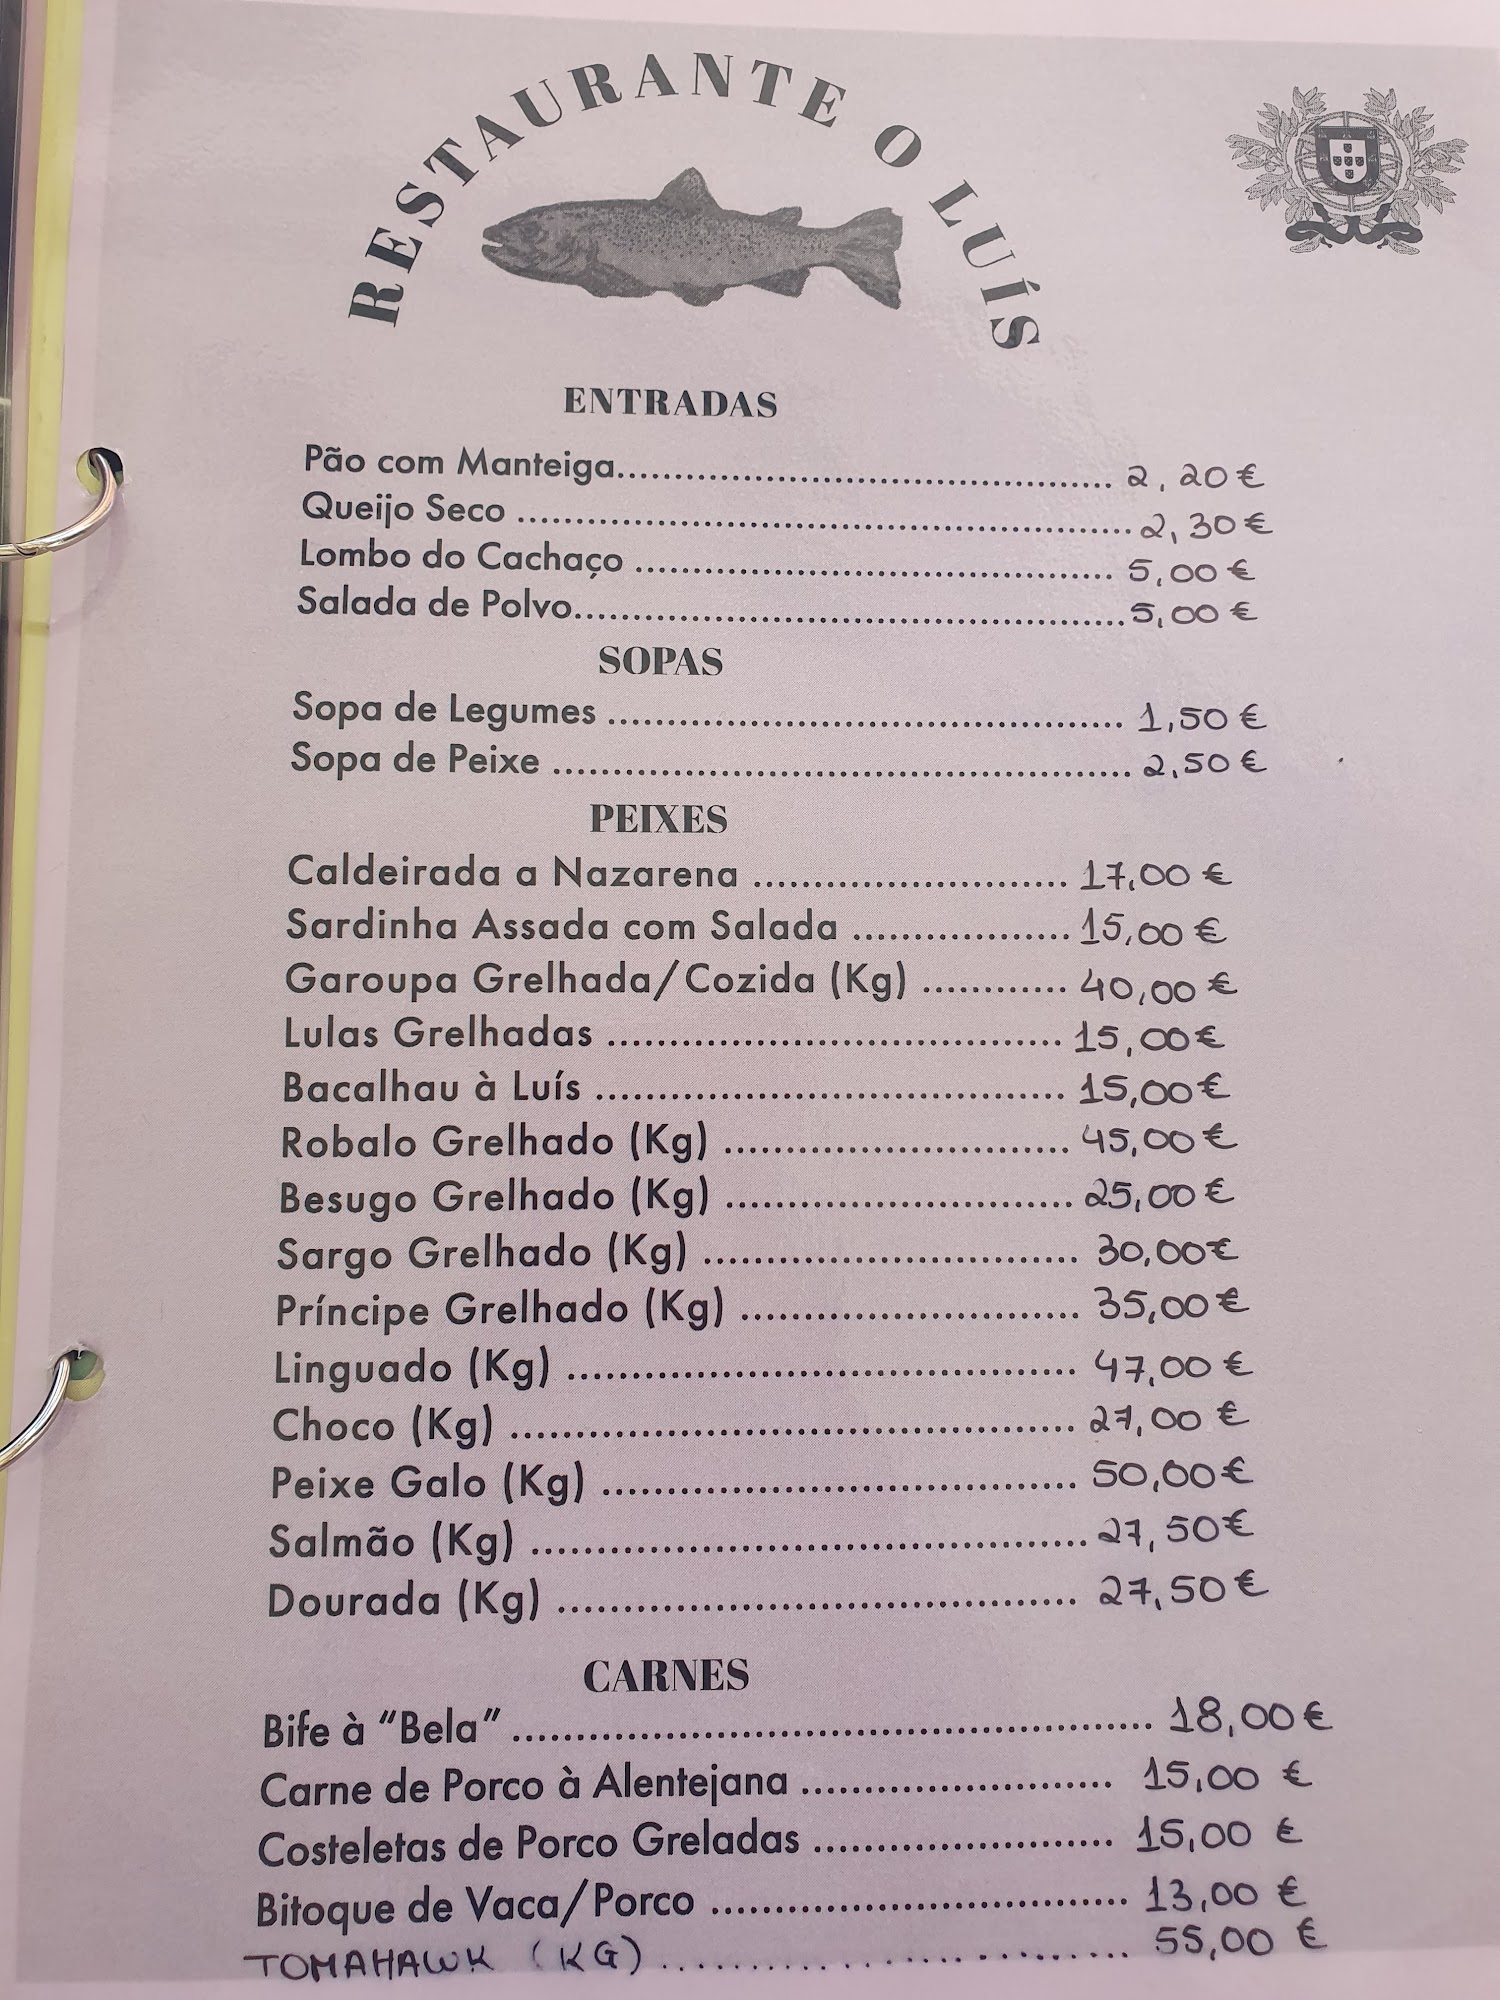 RESTAURANTE O LUÍS
ENTRADAS
Pão com Manteiga.......................................... 2,20 €
Queijo Seco .................................................... 2,30 €
Lombo do Cachaço ........................................ 5,00 €
Salada de Polvo.............................................. 5,00 €
SOPAS
Sopa de Legumes ........................................... 1,50 €
Sopa de Peixe ................................................ 2,50 €
PEIXES
Caldeirada a Nazarena ........................ 17,00 €
Sardinha Assada com Salada .................. 15,00 €
Garoupa Grelhada/Cozida (Kg) ............ 40,00 €
Lulas Grelhadas ..................................... 15,00 €
Bacalhau à Luís ...................................... 15,00 €
Robalo Grelhado (Kg) ............................ 45,00 €
Besugo Grelhado (Kg) ............................ 25,00 €
Sargo Grelhado (Kg) .............................. 30,00 €
Príncipe Grelhado (Kg) ........................... 35,00 €
Linguado (Kg) ......................................... 47,00 €
Choco (Kg) .............................................. 27,00 €
Peixe Galo (Kg) ...................................... 50,00 €
Salmão (Kg) ............................................ 27,50 €
Dourada (Kg) .......................................... 27,50 €
CARNES
Bife à “Bela” .................................................... 18,00 €
Carne de Porco à Alentejana ......................... 15,00 €
Costeletas de Porco Greladas ........................ 15,00 €
Bitoque de Vaca/Porco .................................. 13,00 €
TOMAHAWK (KG) .......................... 55,00 €